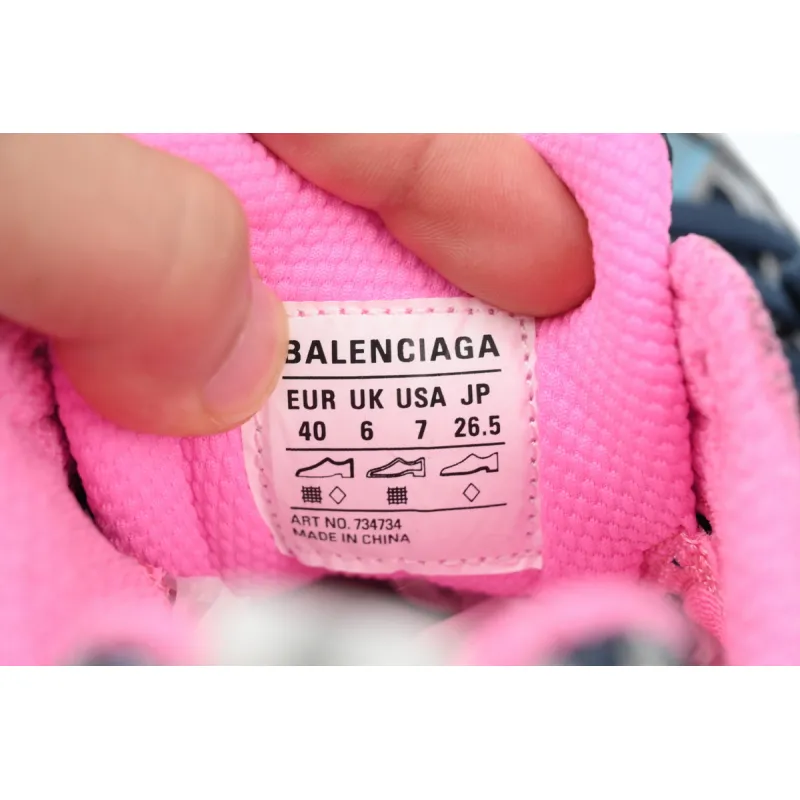 BALENCIAGA
EUR UK USA JP
40 6 7 26.5
ART NO. 734734
MADE IN CHINA